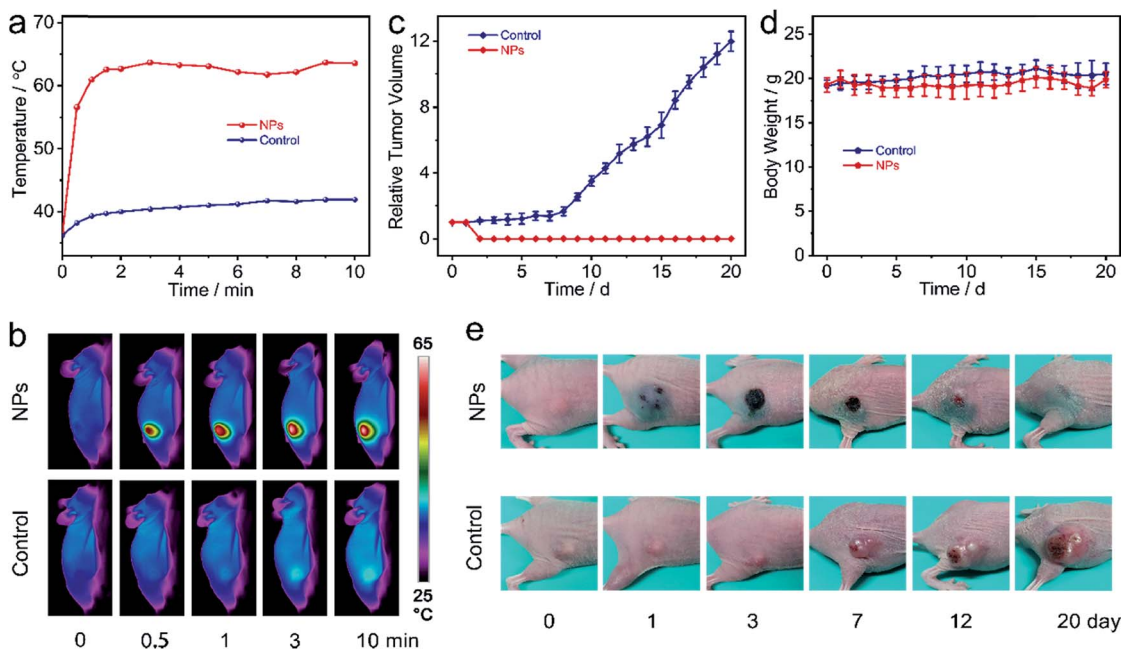 a
Temperature / °C
70
60
50
40
NPs
Control
0
2
4
6
8
10
Time / min
c
Relative Tumor Volume
12
8
4
0
Control
NPs
0
5
10
15
20
Time / d
d
Body Weight / g
25
20
15
10
5
0
Control
NPs
0
5
10
15
20
Time / d
b
NPs
Control
65
25
°C
0 0.5 1 3 10 min
e
NPs
Control
0 1 3 7 12 20 day